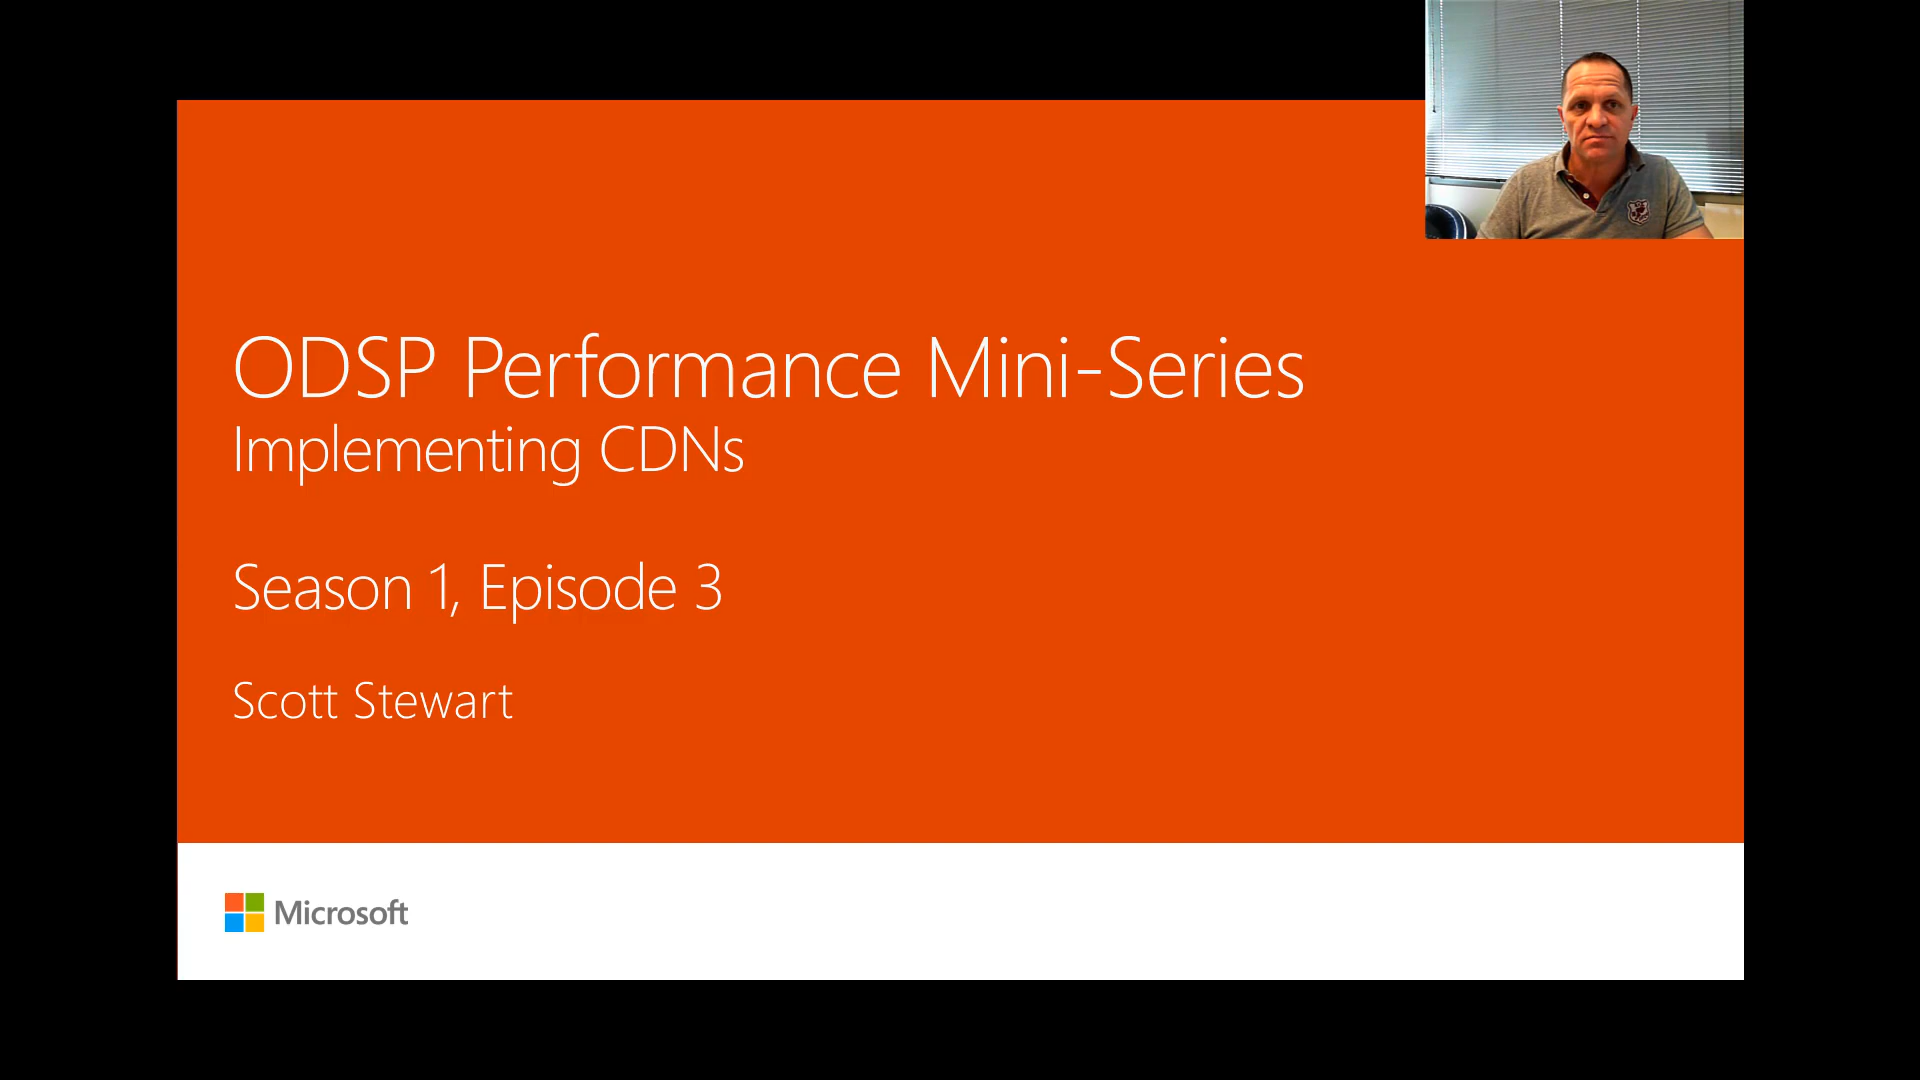 ODSP Performance Mini-Series
Implementing CDNs
Season 1, Episode 3
Scott Stewart
Microsoft